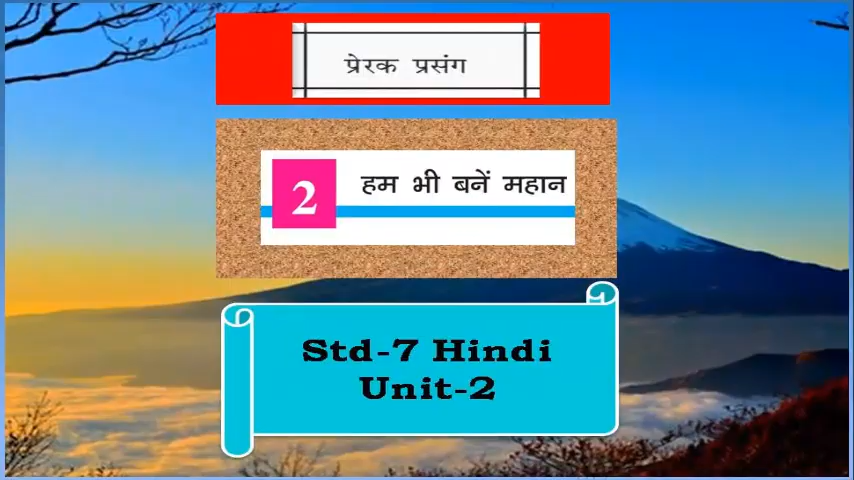 प्रेरक प्रसंग
2 हम भी बनें महान
Std-7 Hindi
Unit-2